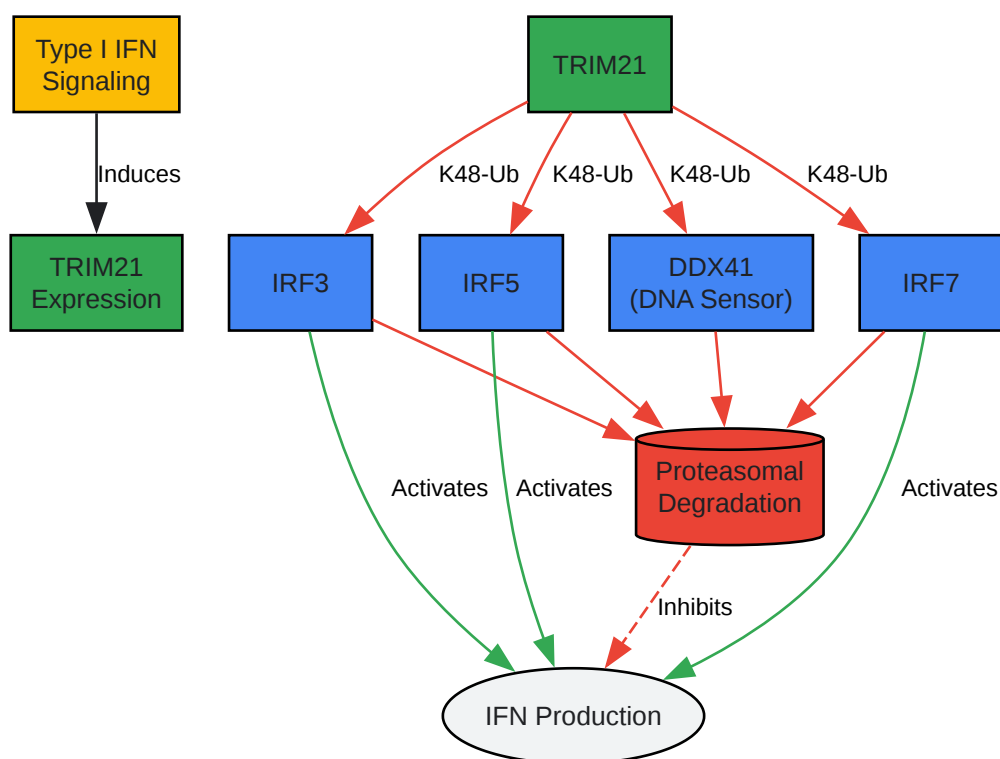 Type I IFN
Signaling
TRIM21
Induces
K48-Ub
K48-Ub
K48-Ub
K48-Ub
TRIM21
Expression
IRF3
IRF5
DDX41
(DNA Sensor)
IRF7
Proteasomal
Degradation
Activates
Activates
Activates
Inhibits
IFN Production